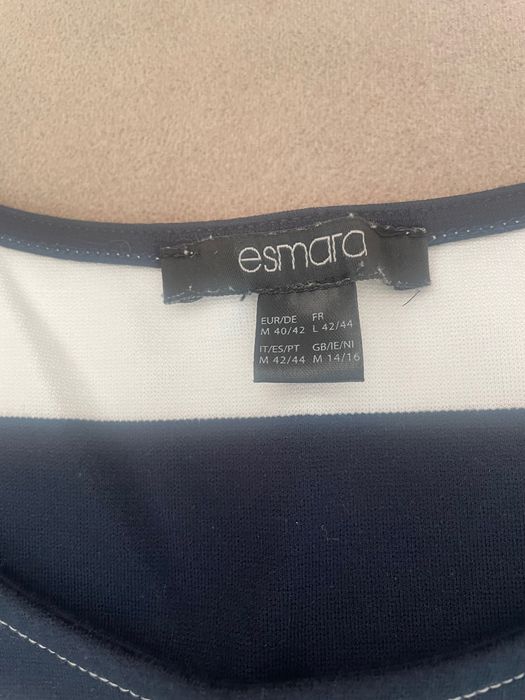 esmara
EUR/DE FR
M 40/42 L 42/44
IT/ES/PT GB/IE/NI
M 42/44 M 14/16